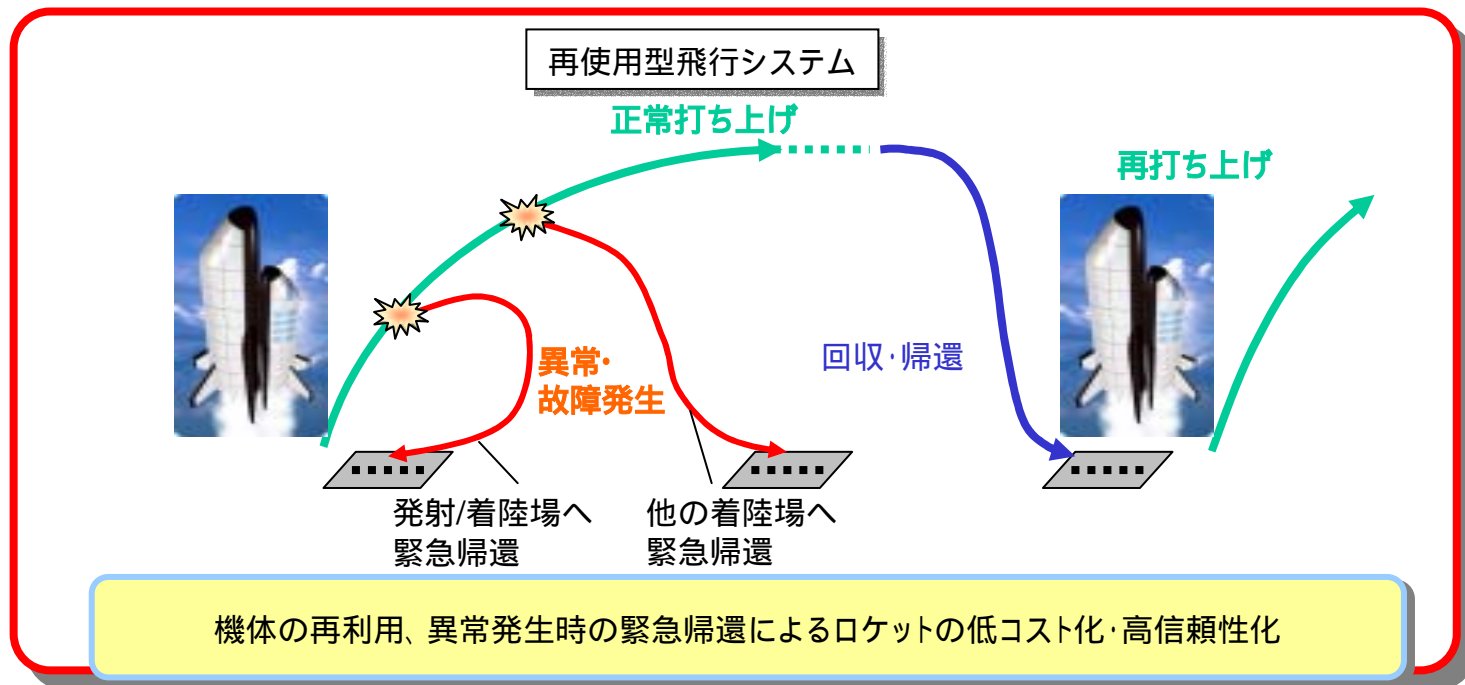 再使用型飛行システム
正常打ち上げ
再打ち上げ
異常・
故障発生
回収・帰還
発射/着陸場へ
緊急帰還
他の着陸場へ
緊急帰還
機体の再利用、異常発生時の緊急帰還によるロケットの低コスト化・高信頼性化